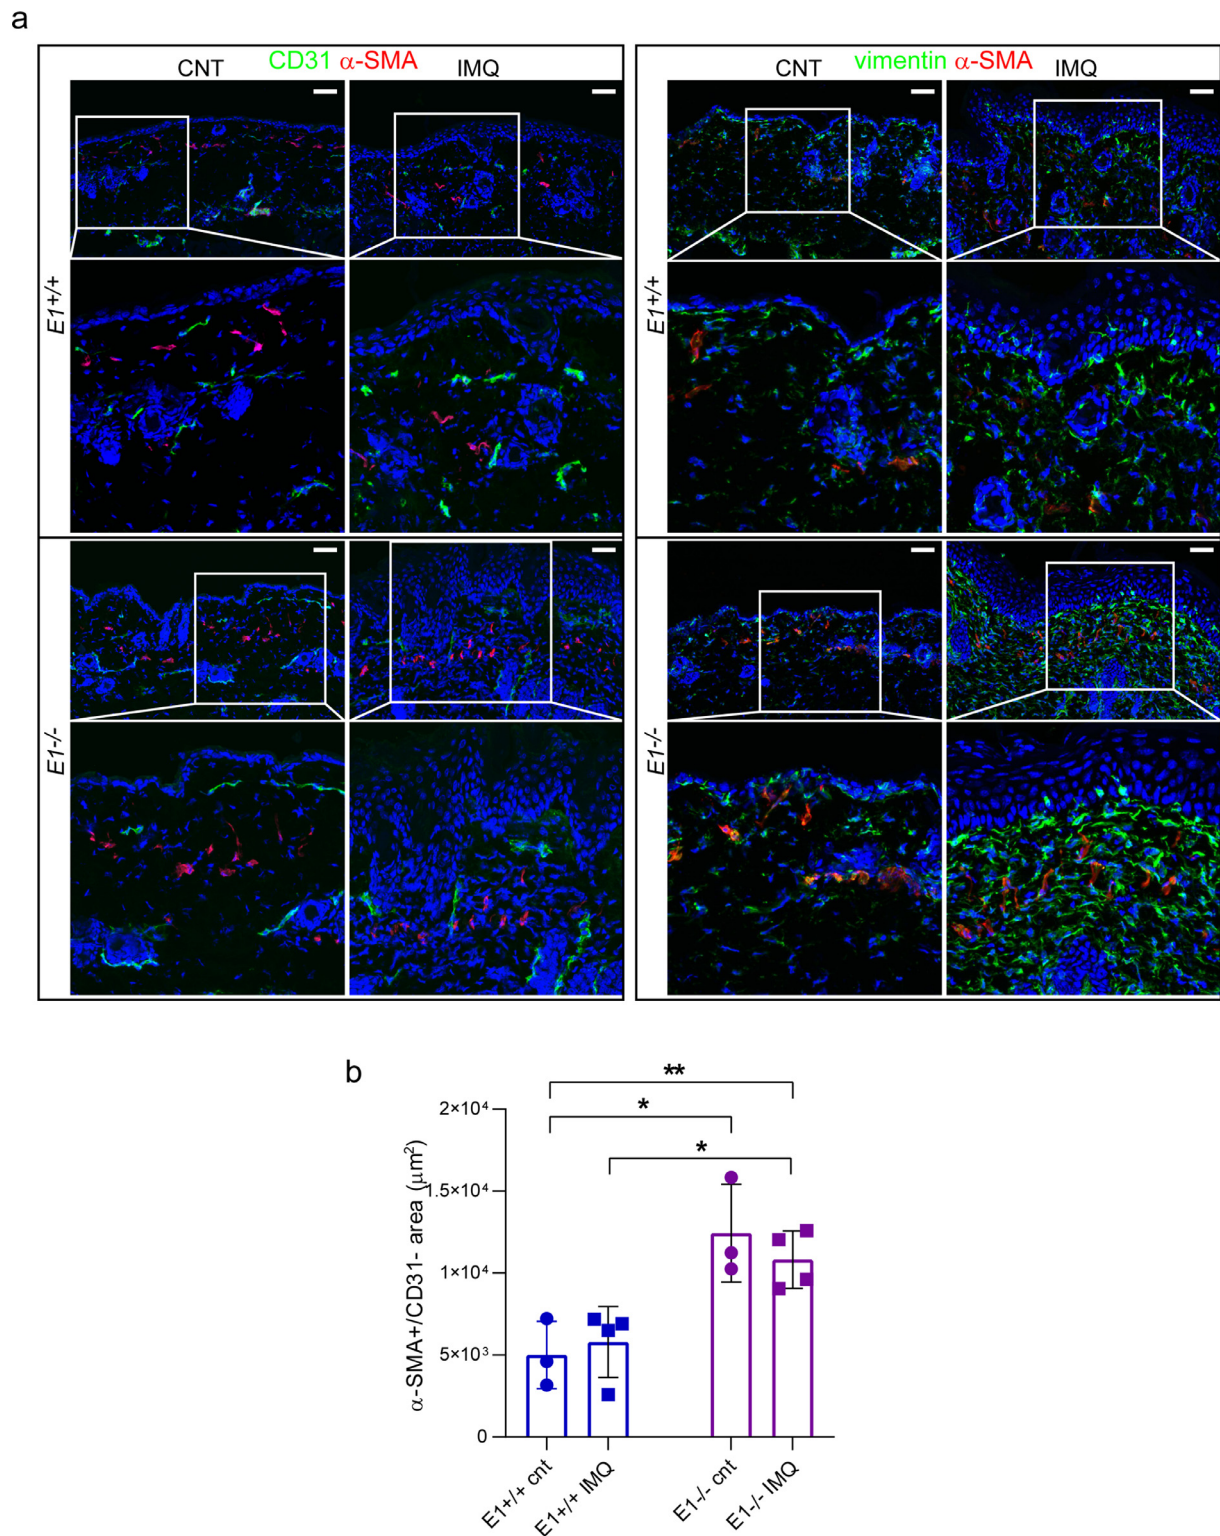 a
CD31 α-SMA
CNT IMQ
vimentin α-SMA
CNT IMQ
E1+/+
E1+/+
E1-/-
E1-/-
b
** 
*
*
α-SMA+/CD31- area (μm²)
2×10⁴
1.5×10⁴
1×10⁴
5×10³
0
E1+/+ cnt
E1+/+ IMQ
E1-/- cnt
E1-/- IMQ